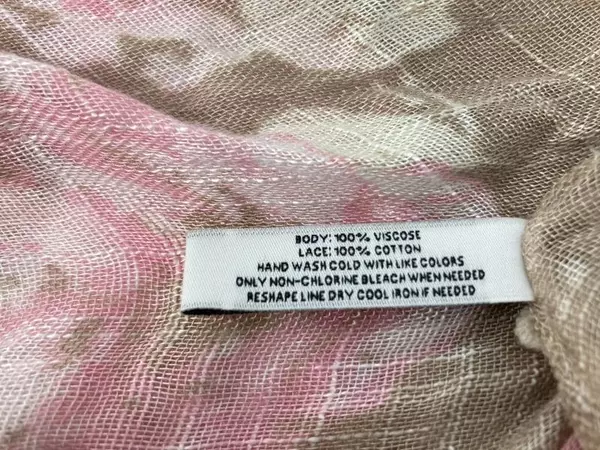 BODY: 100% VISCOSE
LACE: 100% COTTON
HAND WASH COLD WITH LIKE COLORS
ONLY NON-CHLORINE BLEACH WHEN NEEDED
RESHAPE LINE DRY COOL IRON IF NEEDED